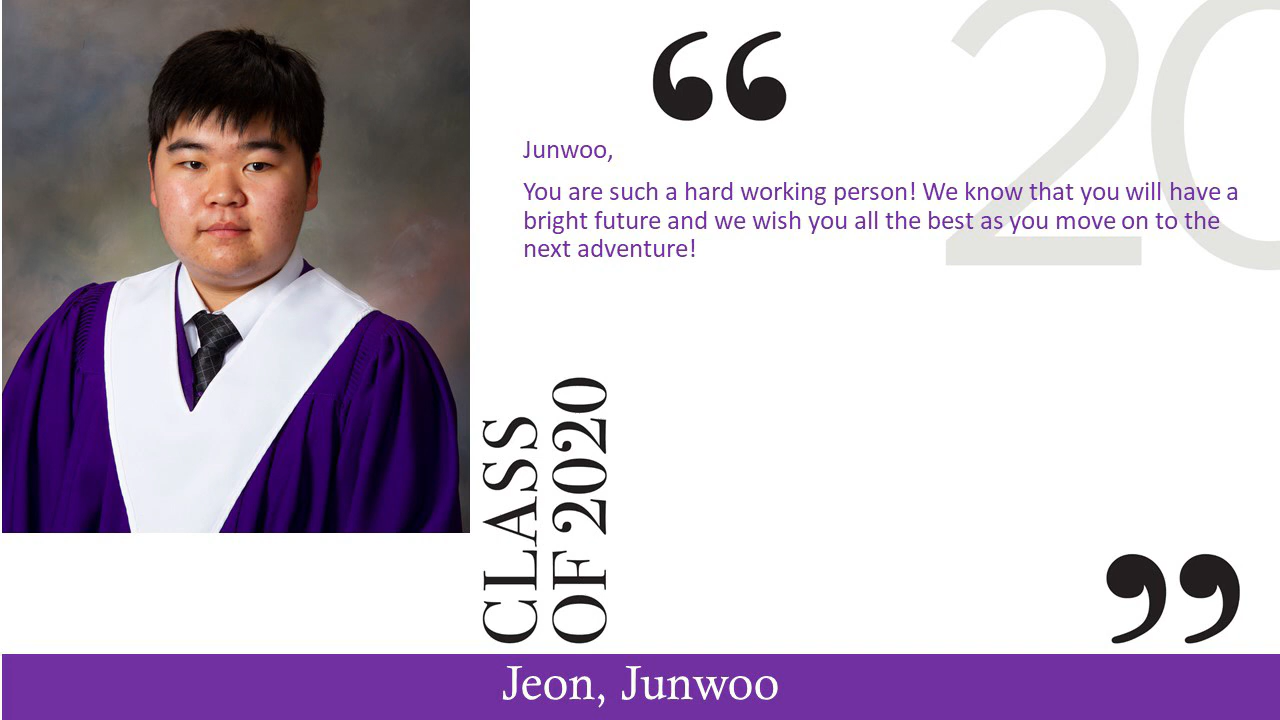 20
Junwoo,
You are such a hard working person! We know that you will have a
bright future and we wish you all the best as you move on to the
next adventure!
CLASS
OF 2020
Jeon, Junwoo